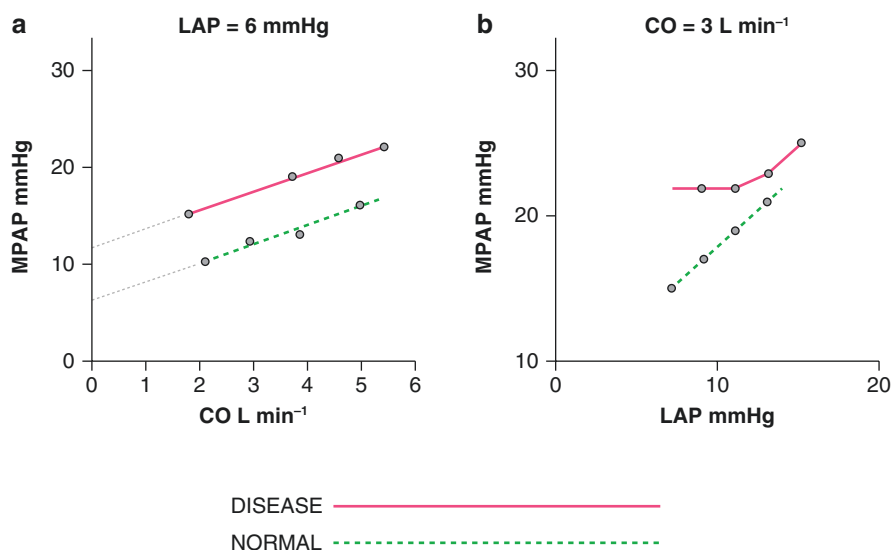 a
LAP = 6 mmHg
30
20
10
0
MPAP mmHg
0 1 2 3 4 5 6
CO L min⁻¹
b
CO = 3 L min⁻¹
30
20
10
MPAP mmHg
0 10 20
LAP mmHg
DISEASE
NORMAL